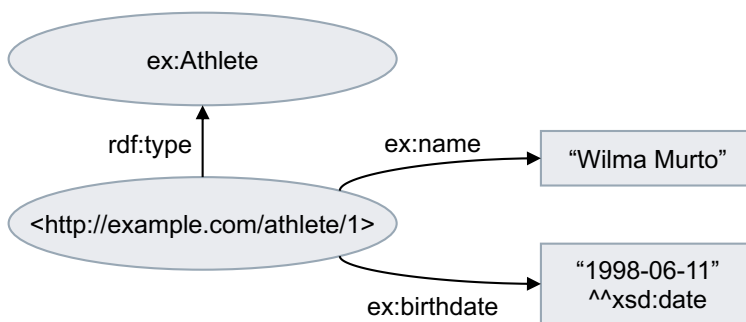 ex:Athlete
rdf:type
ex:name
“Wilma Murto”
<http://example.com/athlete/1>
“1998-06-11”
^^xsd:date
ex:birthdate